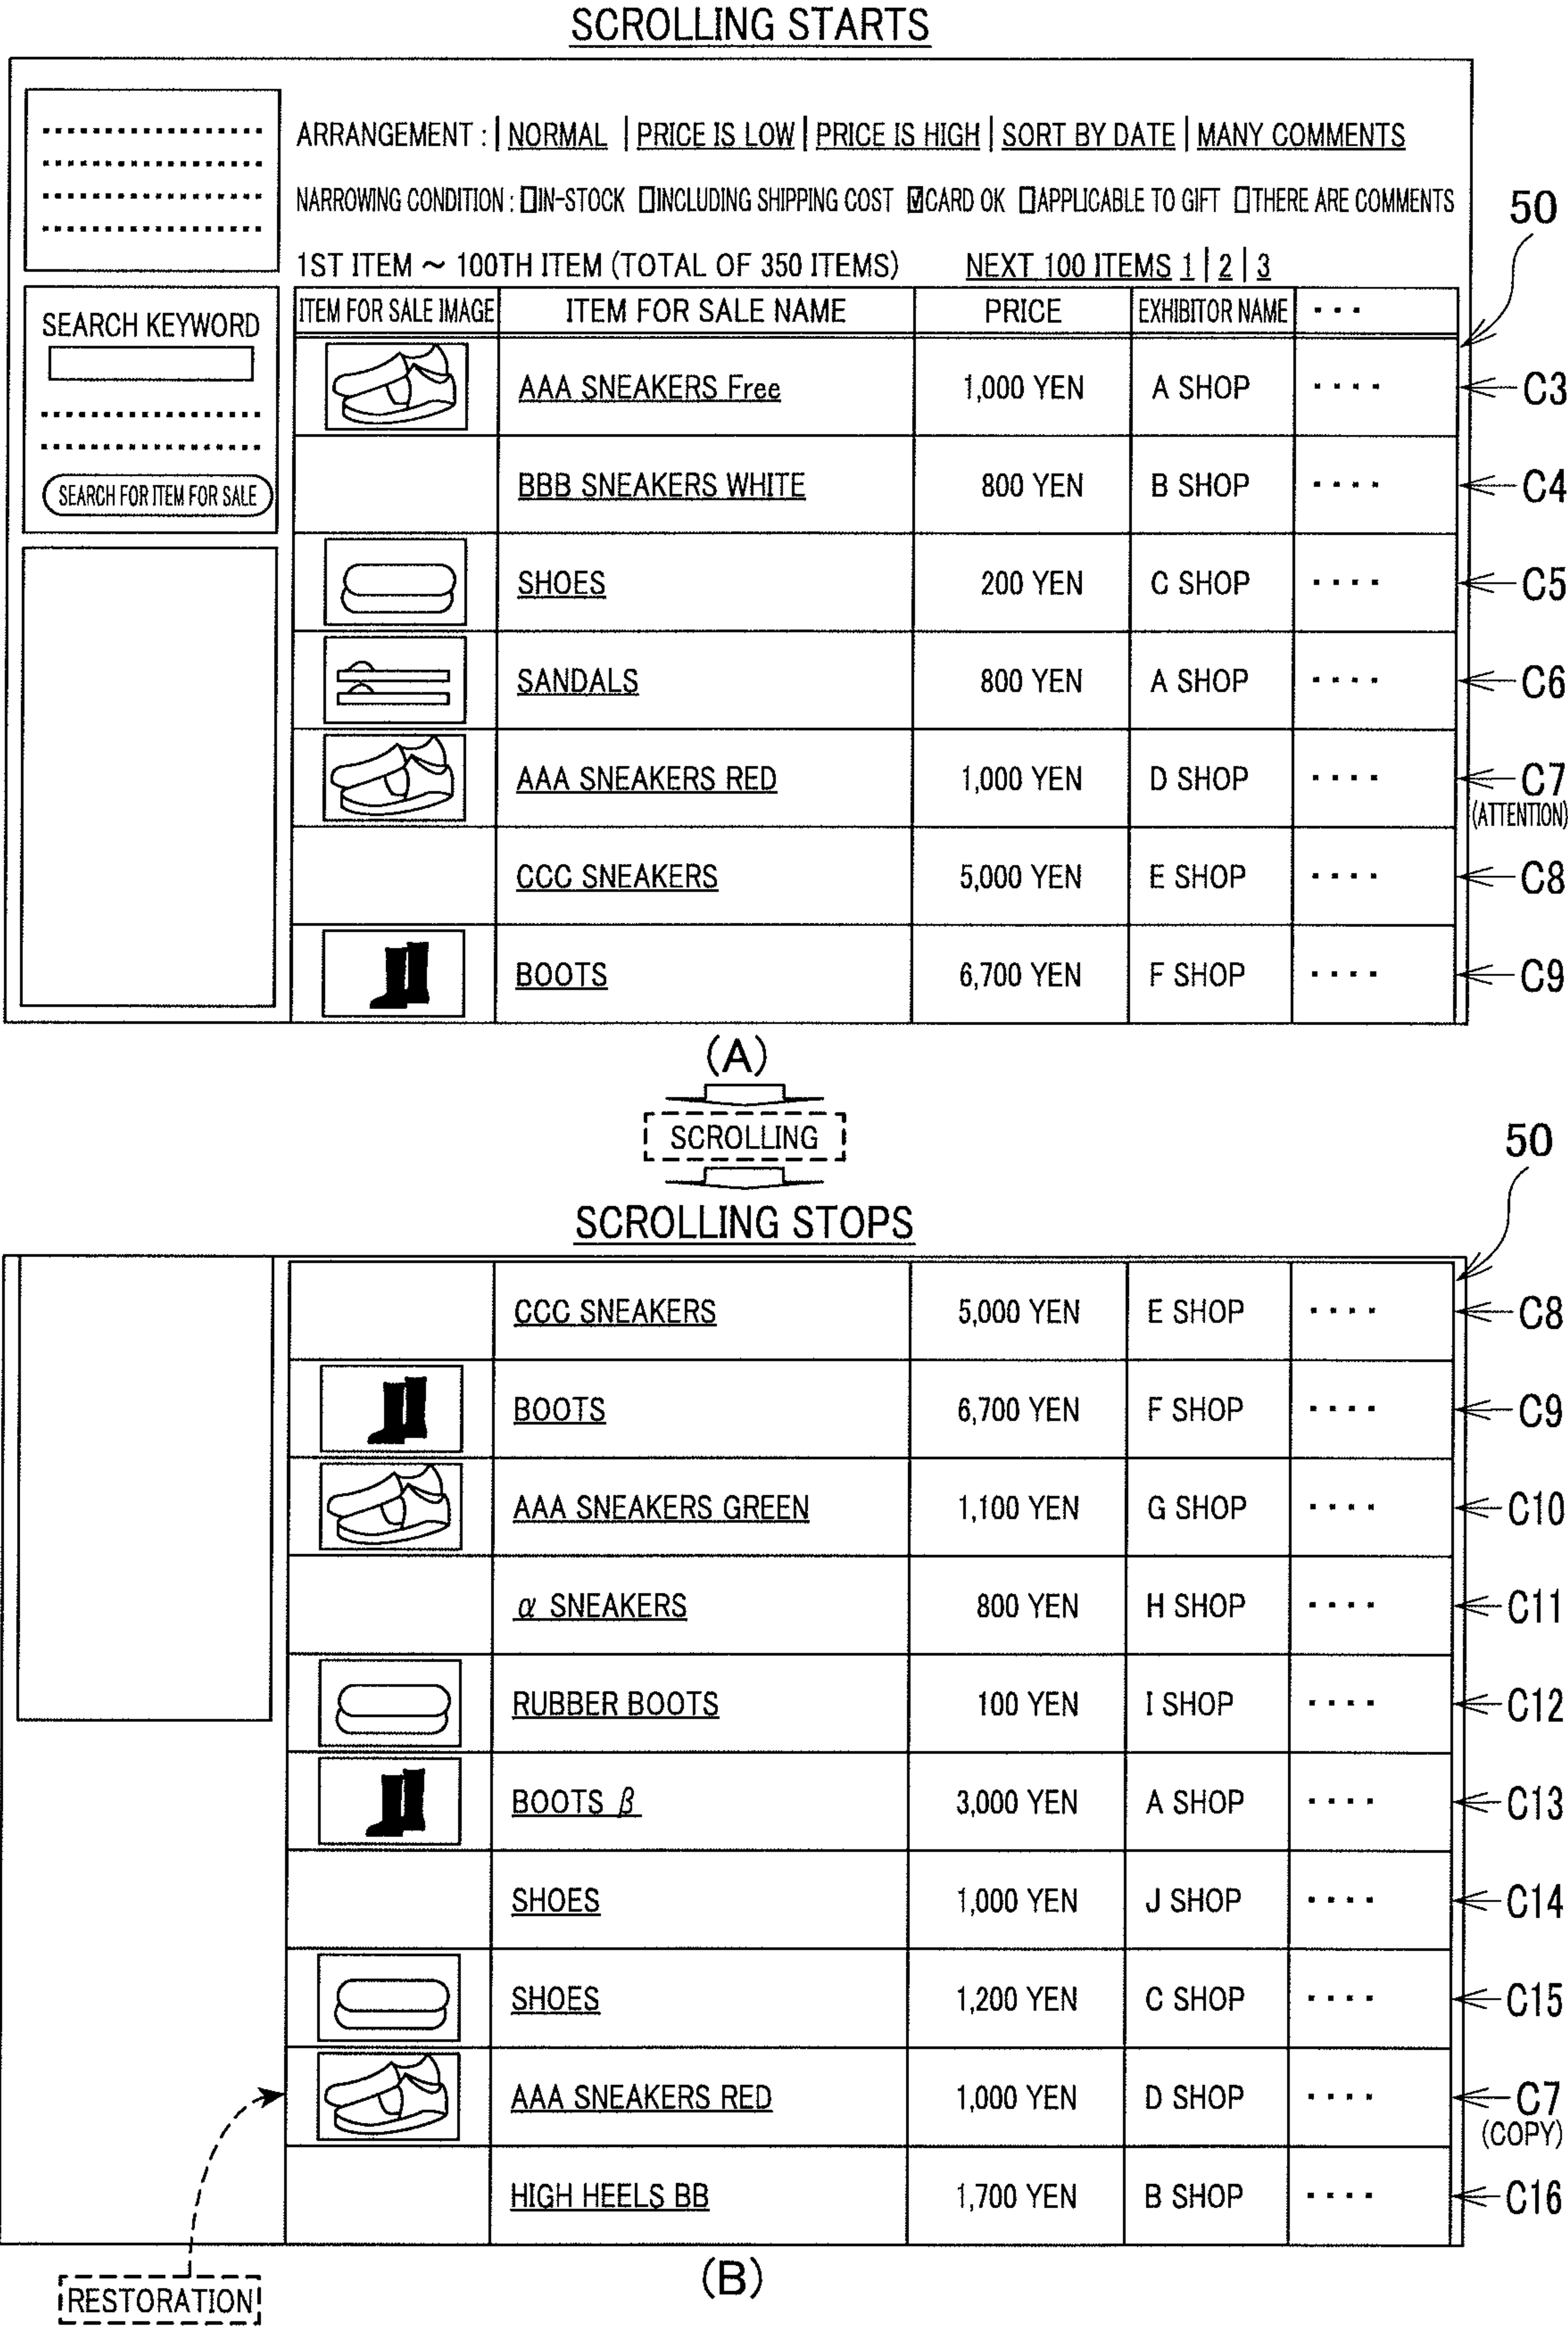 SCROLLING STARTS
ARRANGEMENT : | NORMAL | PRICE IS LOW | PRICE IS HIGH | SORT BY DATE | MANY COMMENTS
NARROWING CONDITION : □IN-STOCK □INCLUDING SHIPPING COST ☑CARD OK □APPLICABLE TO GIFT □THERE ARE COMMENTS
50
1ST ITEM ~ 100TH ITEM (TOTAL OF 350 ITEMS) NEXT 100 ITEMS 1 | 2 | 3
SEARCH KEYWORD
SEARCH FOR ITEM FOR SALE
ITEM FOR SALE IMAGE ITEM FOR SALE NAME PRICE EXHIBITOR NAME ...
AAA SNEAKERS Free 1,000 YEN A SHOP .... C3
BBB SNEAKERS WHITE 800 YEN B SHOP .... C4
SHOES 200 YEN C SHOP .... C5
SANDALS 800 YEN A SHOP .... C6
AAA SNEAKERS RED 1,000 YEN D SHOP .... C7
(ATTENTION)
CCC SNEAKERS 5,000 YEN E SHOP .... C8
BOOTS 6,700 YEN F SHOP .... C9
(A)
SCROLLING
50
SCROLLING STOPS
CCC SNEAKERS 5,000 YEN E SHOP .... C8
BOOTS 6,700 YEN F SHOP .... C9
AAA SNEAKERS GREEN 1,100 YEN G SHOP .... C10
α SNEAKERS 800 YEN H SHOP .... C11
RUBBER BOOTS 100 YEN I SHOP .... C12
BOOTS β 3,000 YEN A SHOP .... C13
SHOES 1,000 YEN J SHOP .... C14
SHOES 1,200 YEN C SHOP .... C15
AAA SNEAKERS RED 1,000 YEN D SHOP .... C7
(COPY)
HIGH HEELS BB 1,700 YEN B SHOP .... C16
(B)
RESTORATION